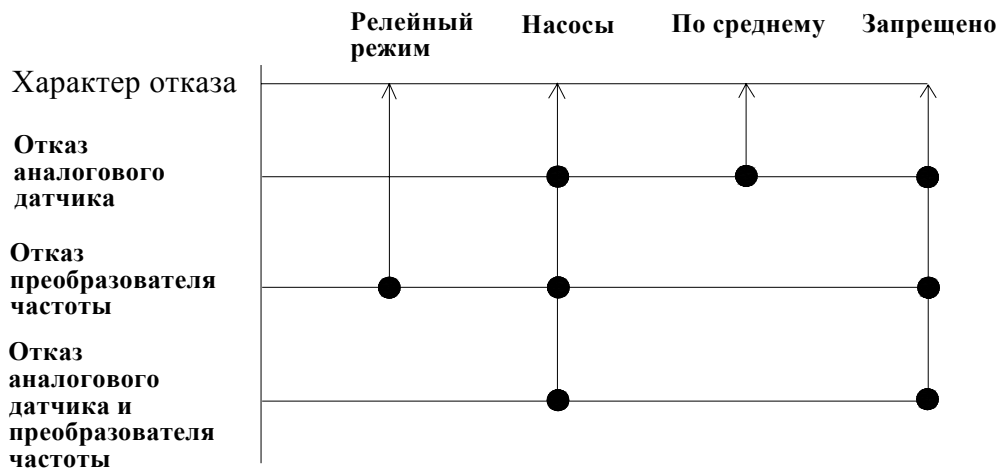 Релейный
режим
Насосы
По среднему
Запрещено
Характер отказа
Отказ
аналогового
датчика
Отказ
преобразователя
частоты
Отказ
аналогового
датчика и
преобразователя
частоты